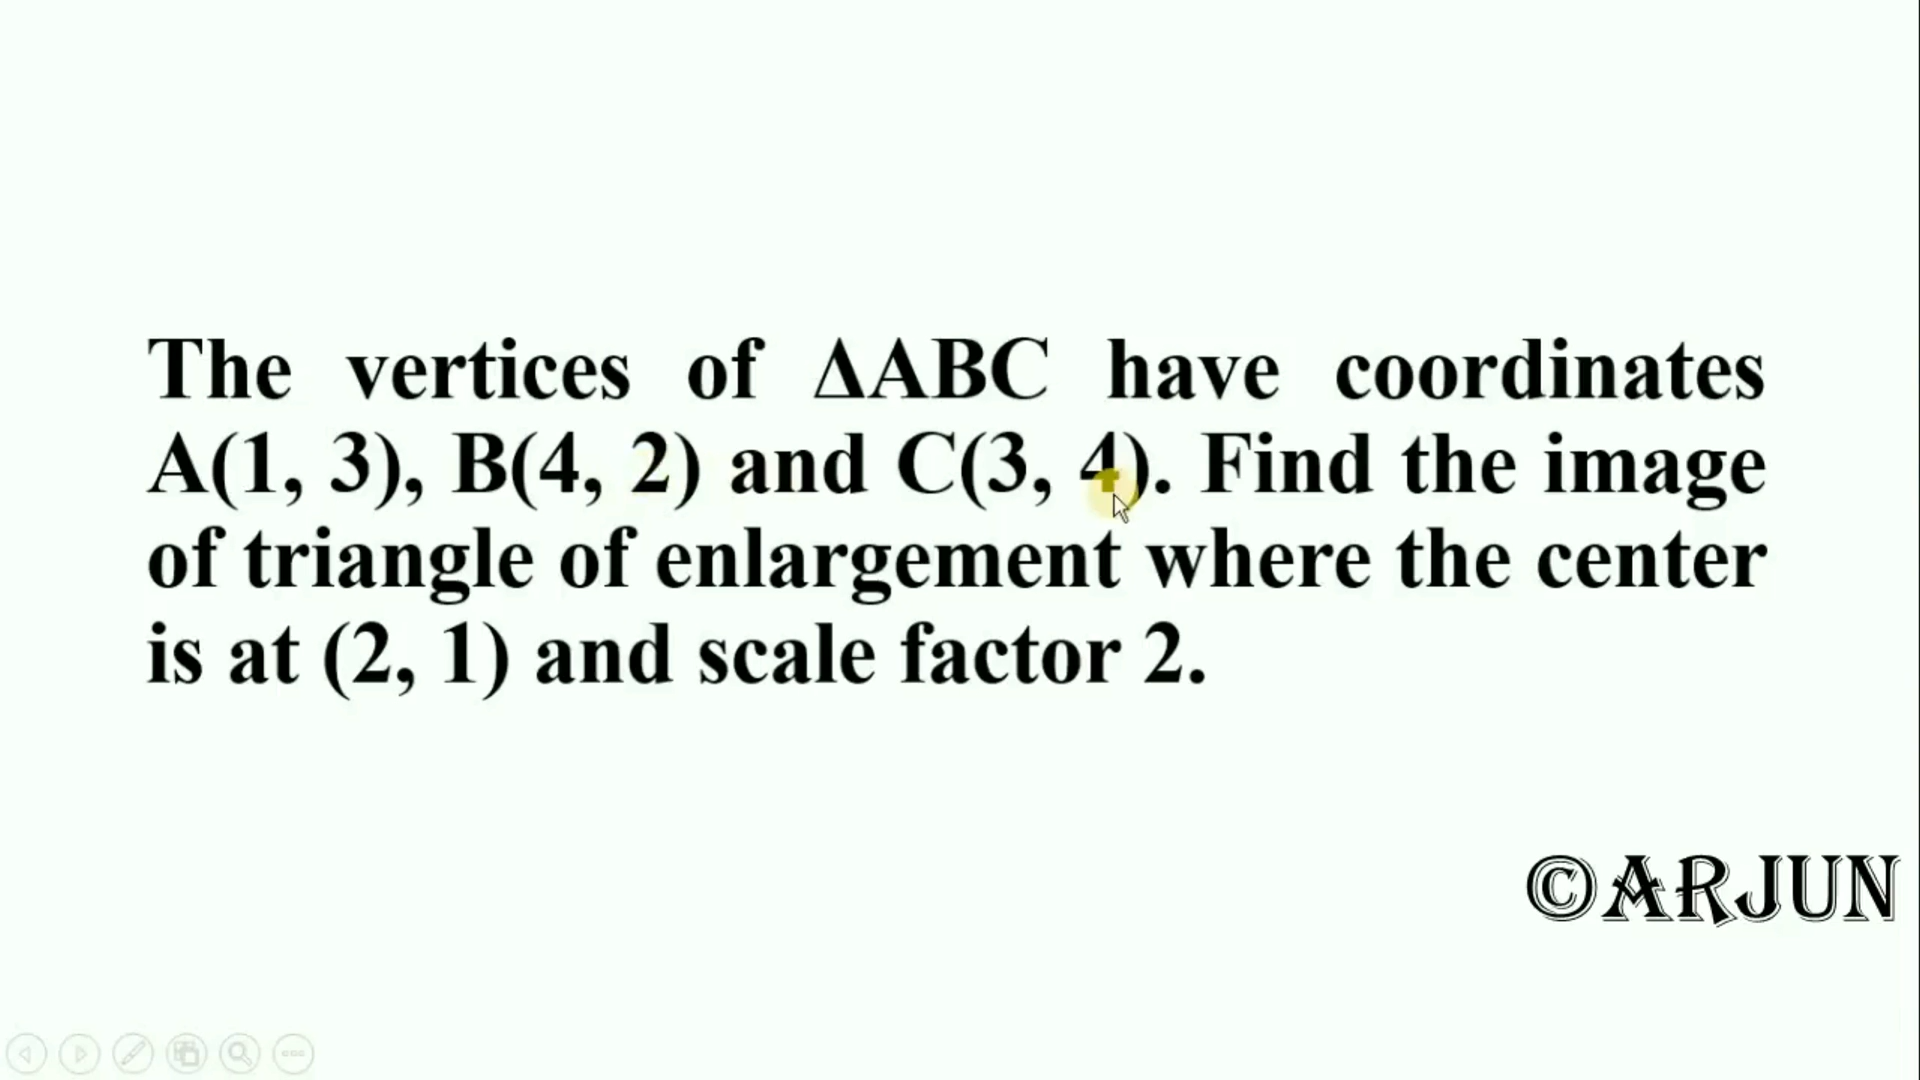 The vertices of ΔABC have coordinates
A(1, 3), B(4, 2) and C(3, 4). Find the image
of triangle of enlargement where the center
is at (2, 1) and scale factor 2.
©ARJUN